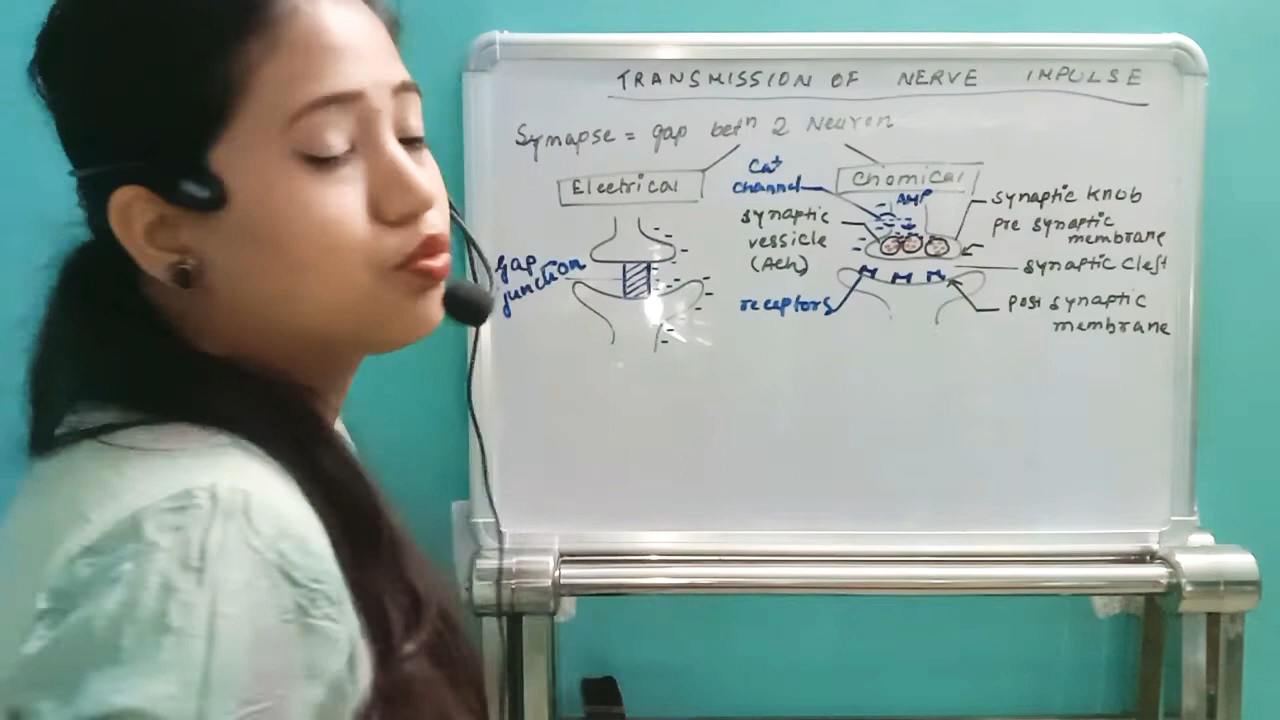 TRANSMISSION OF NERVE IMPULSE
Synapse = gap betn 2 Neuron
Electrical
gap
junction
Chemical
Ca+
channel
synaptic
vessicle
(Ach)
receptors
synaptic knob
pre synaptic
membrane
synaptic cleft
post synaptic
membrane